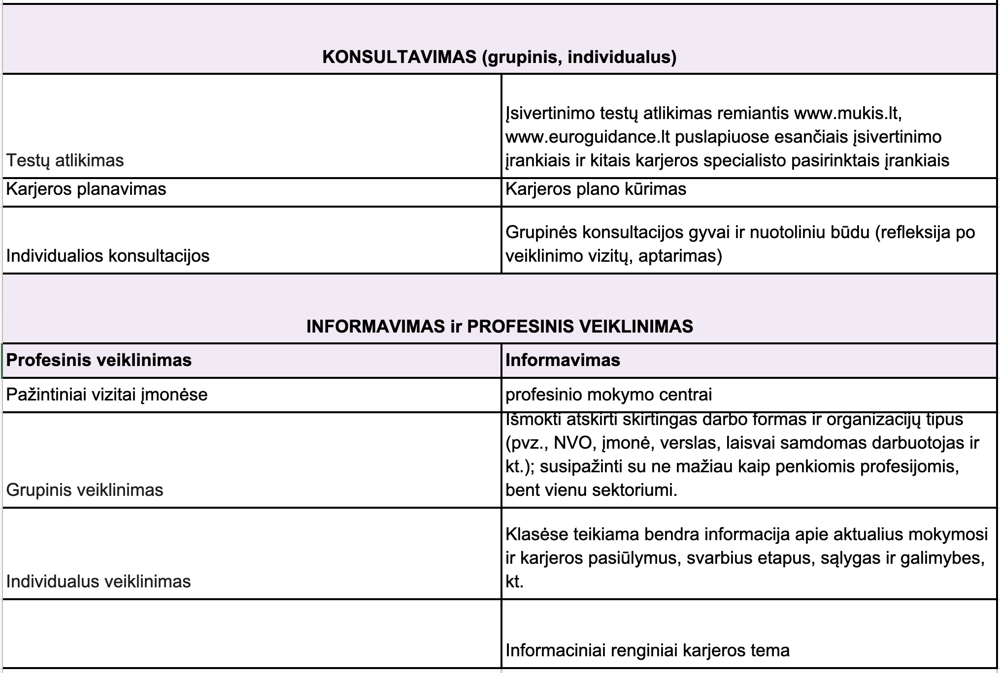 KONSULTAVIMAS (grupinis, individualus)
Testų atlikimas
Įsivertinimo testų atlikimas remiantis www.mukis.lt,
www.euroguidance.lt puslapiuose esančiais įsivertinimo
įrankiais ir kitais karjeros specialisto pasirinktais įrankiais
Karjeros planavimas
Karjeros plano kūrimas
Individualios konsultacijos
Grupinės konsultacijos gyvai ir nuotoliniu būdu (refleksija po
veiklinimo vizitų, aptarimas)
INFORMAVIMAS ir PROFESINIS VEIKLINIMAS
Profesinis veiklinimas
Informavimas
Pažintiniai vizitai įmonėse
profesinio mokymo centrai
Grupinis veiklinimas
Išmokti atskirti skirtingas darbo formas ir organizacijų tipus
(pvz., NVO, įmonė, verslas, laisvai samdomas darbuotojas ir
kt.); susipažinti su ne mažiau kaip penkiomis profesijomis,
bent vienu sektoriumi.
Individualus veiklinimas
Klasėse teikiama bendra informacija apie aktualius mokymosi
ir karjeros pasiūlymus, svarbius etapus, sąlygas ir galimybes,
kt.
Informaciniai renginiai karjeros tema